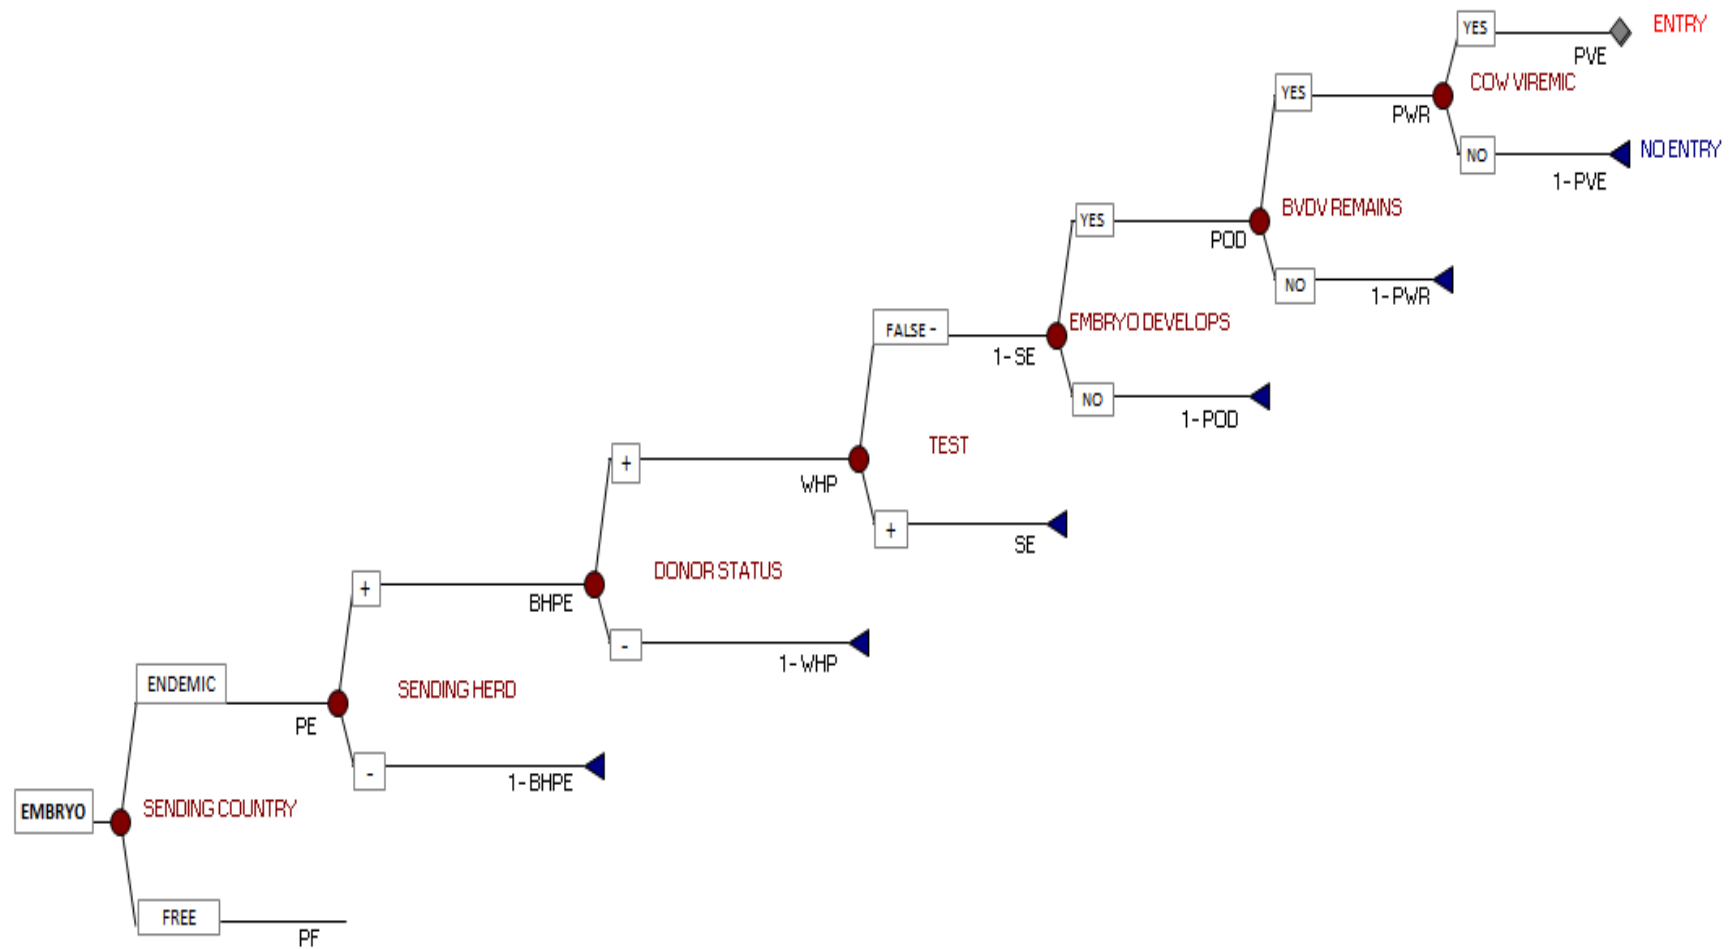 YES
ENTRY
PVE
COW VIREMIC
YES
PWR
NO
NO ENTRY
1-PVE
YES
BVDV REMAINS
POD
NO
1-PWR
FALSE -
EMBRYO DEVELOPS
1-SE
NO
1-POD
+
TEST
WHP
+
SE
+
DONOR STATUS
BHPE
-
1-WHP
ENDEMIC
SENDING HERD
PE
-
1-BHPE
EMBRYO
SENDING COUNTRY
FREE
PF